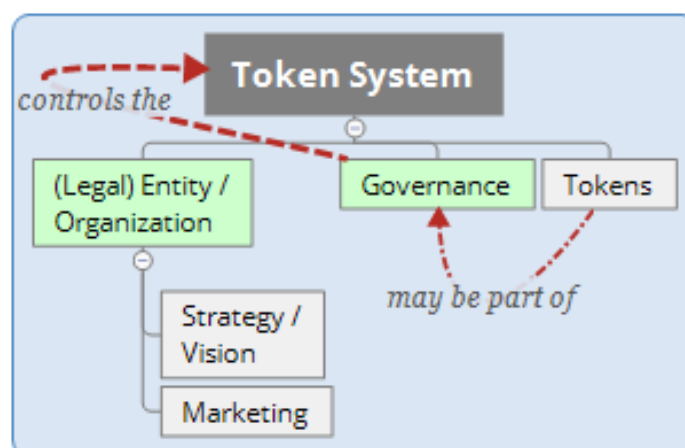 Token System
controls the
(Legal) Entity /
Organization
Governance
Tokens
may be part of
Strategy /
Vision
Marketing